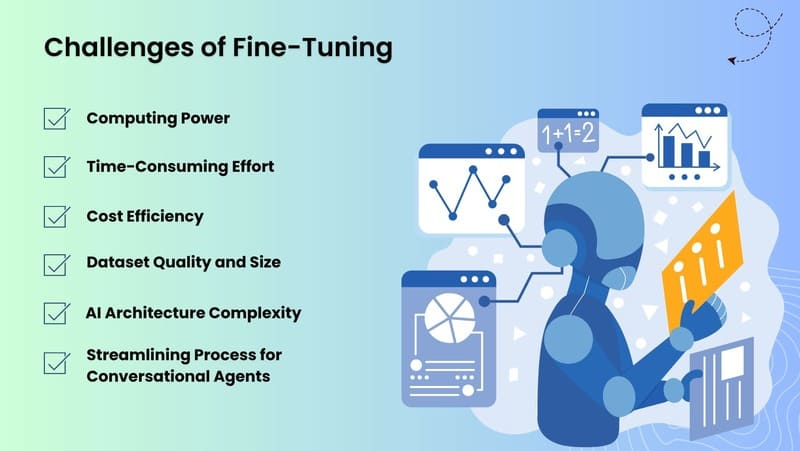 Challenges of Fine-Tuning
Computing Power
Time-Consuming Effort
Cost Efficiency
Dataset Quality and Size
AI Architecture Complexity
Streamlining Process for
Conversational Agents
1+1=2